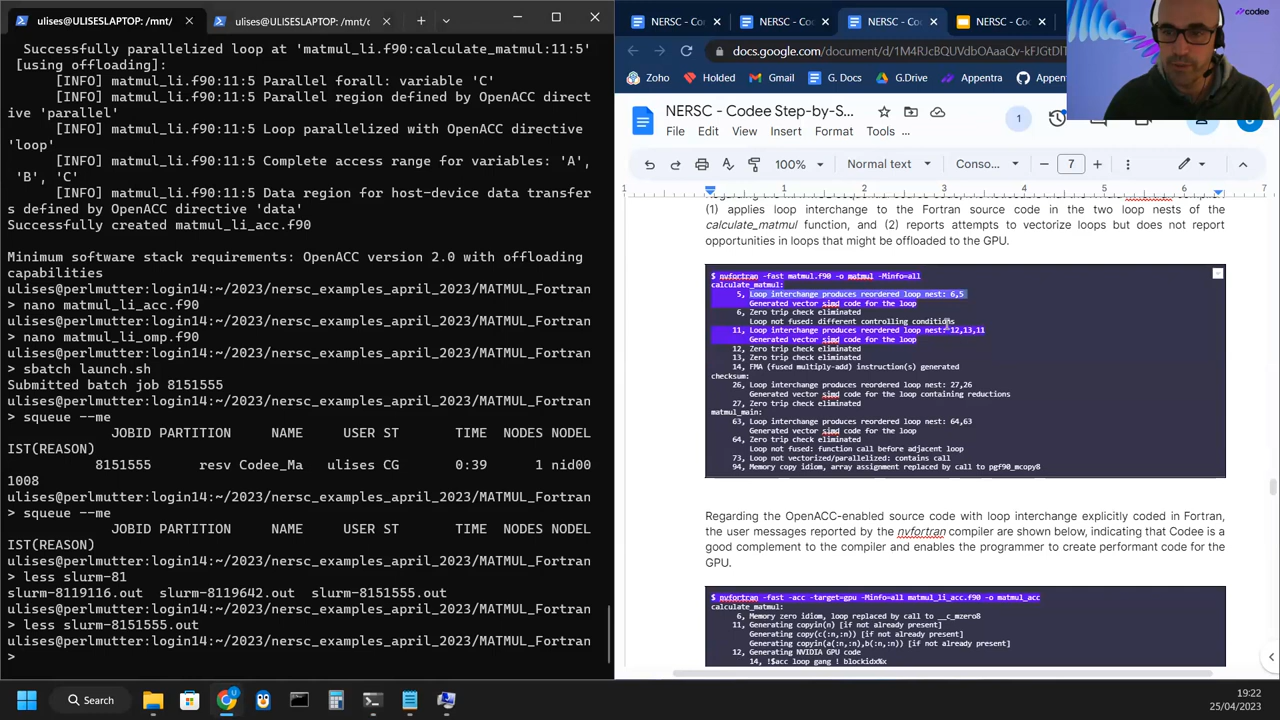 ulises@ULISESLAPTOP: /mnt/
ulises@ULISESLAPTOP: /mnt/c
Successfully parallelized loop at 'matmul_li.f90:calculate_matmul:11:5'
[using offloading]:
[INFO] matmul_li.f90:11:5 Parallel forall: variable 'C'
[INFO] matmul_li.f90:11:5 Parallel region defined by OpenACC direct
ive 'parallel'
[INFO] matmul_li.f90:11:5 Loop parallelized with OpenACC directive
'loop'
[INFO] matmul_li.f90:11:5 Complete access range for variables: 'A',
'B', 'C'
[INFO] matmul_li.f90:11:5 Data region for host-device data transfer
s defined by OpenACC directive 'data'
Successfully created matmul_li_acc.f90
Minimum software stack requirements: OpenACC version 2.0 with offloading
capabilities
ulises@perlmutter:login14:~/2023/nersc_examples_april_2023/MATMUL_Fortran
> nano matmul_li_acc.f90
ulises@perlmutter:login14:~/2023/nersc_examples_april_2023/MATMUL_Fortran
> nano matmul_li_omp.f90
ulises@perlmutter:login14:~/2023/nersc_examples_april_2023/MATMUL_Fortran
> sbatch launch.sh
Submitted batch job 8151555
ulises@perlmutter:login14:~/2023/nersc_examples_april_2023/MATMUL_Fortran
> squeue --me
JOBID PARTITION NAME USER ST TIME NODES NODEL
IST(REASON)
8151555 resv Codee_Ma ulises CG 0:39 1 nid00
1008
ulises@perlmutter:login14:~/2023/nersc_examples_april_2023/MATMUL_Fortran
> squeue --me
JOBID PARTITION NAME USER ST TIME NODES NODEL
IST(REASON)
ulises@perlmutter:login14:~/2023/nersc_examples_april_2023/MATMUL_Fortran
> less slurm-81
slurm-8119116.out slurm-8119642.out slurm-8151555.out
ulises@perlmutter:login14:~/2023/nersc_examples_april_2023/MATMUL_Fortran
> less slurm-8151555.out
ulises@perlmutter:login14:~/2023/nersc_examples_april_2023/MATMUL_Fortran
>
NERSC - Co
NERSC - Co
NERSC - Co
NERSC - Co
codee
docs.google.com/document/d/1M4RJcBQUVdbOAaaQv-kFJGtDlT
Zoho
Holded
Gmail
G. Docs
G.Drive
Appentra
Appent
NERSC - Codee Step-by-S...
1
File Edit View Insert Format Tools ...
100%
Normal text
Conso...
7
1 1 2 3 4 5 6 7
(1) applies loop interchange to the Fortran source code in the two loop nests of the
calculate_matmul function, and (2) reports attempts to vectorize loops but does not report
opportunities in loops that might be offloaded to the GPU.
$ nvfortran -fast matmul.f90 -o matmul -Minfo=all
calculate_matmul:
5, Loop interchange produces reordered loop nest: 6,5
Generated vector simd code for the loop
6, Zero trip check eliminated
Loop not fused: different controlling conditions
11, Loop interchange produces reordered loop nest: 12,13,11
Generated vector simd code for the loop
12, Zero trip check eliminated
13, Zero trip check eliminated
14, FMA (fused multiply-add) instruction(s) generated
checksum:
26, Loop interchange produces reordered loop nest: 27,26
Generated vector simd code for the loop containing reductions
27, Zero trip check eliminated
matmul_main:
63, Loop interchange produces reordered loop nest: 64,63
Generated vector simd code for the loop
64, Zero trip check eliminated
Loop not fused: function call before adjacent loop
73, Loop not vectorized/parallelized: contains call
94, Memory copy idiom, array assignment replaced by call to pgf90_mcopy8
Regarding the OpenACC-enabled source code with loop interchange explicitly coded in Fortran,
the user messages reported by the nvfortran compiler are shown below, indicating that Codee is a
good complement to the compiler and enables the programmer to create performant code for the
GPU.
$ nvfortran -fast -acc -target=gpu -Minfo=all matmul_li_acc.f90 -o matmul_acc
calculate_matmul:
6, Memory zero idiom, loop replaced by call to __c_mzero8
11, Generating copyin(n) [if not already present]
Generating copy(c(:n,:n)) [if not already present]
Generating copyin(a(:n,:n),b(:n,:n)) [if not already present]
12, Generating NVIDIA GPU code
14, !$acc loop gang ! blockidx%x
Search
19:22
25/04/2023